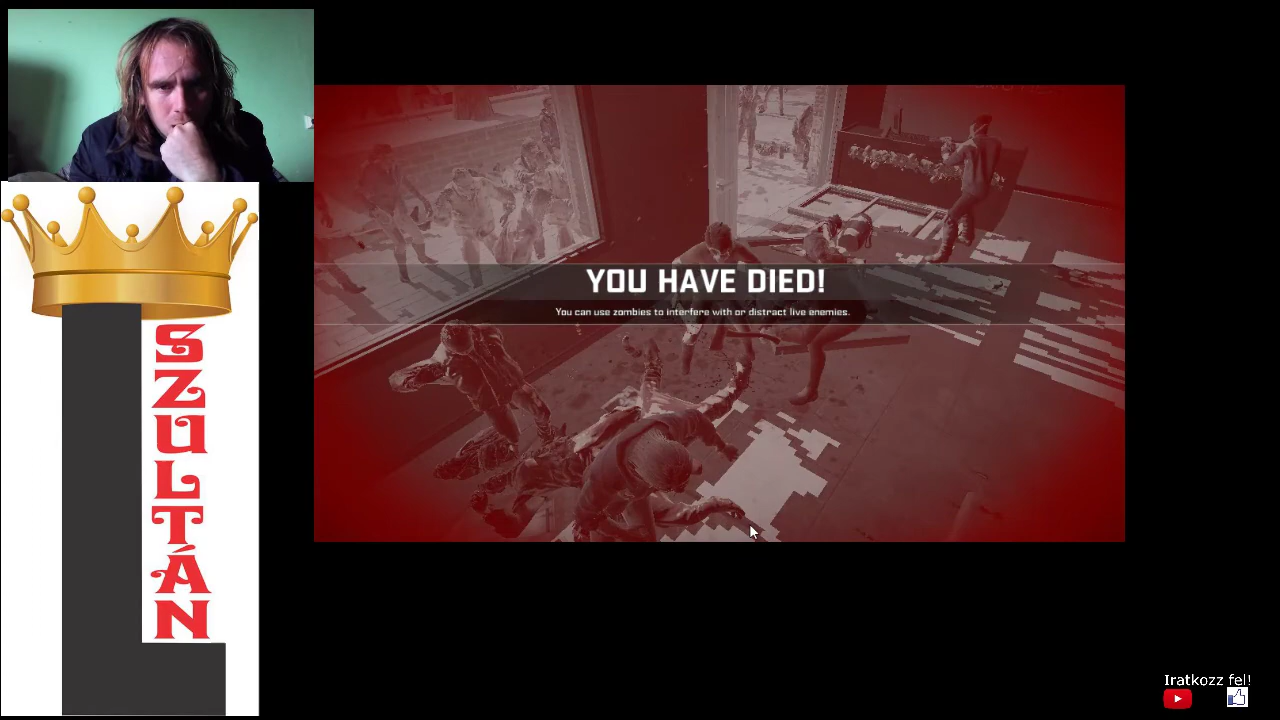 YOU HAVE DIED!
You can use zombies to interfere with or distract live enemies.
L
SZULTÁN
Iratkozz fel!